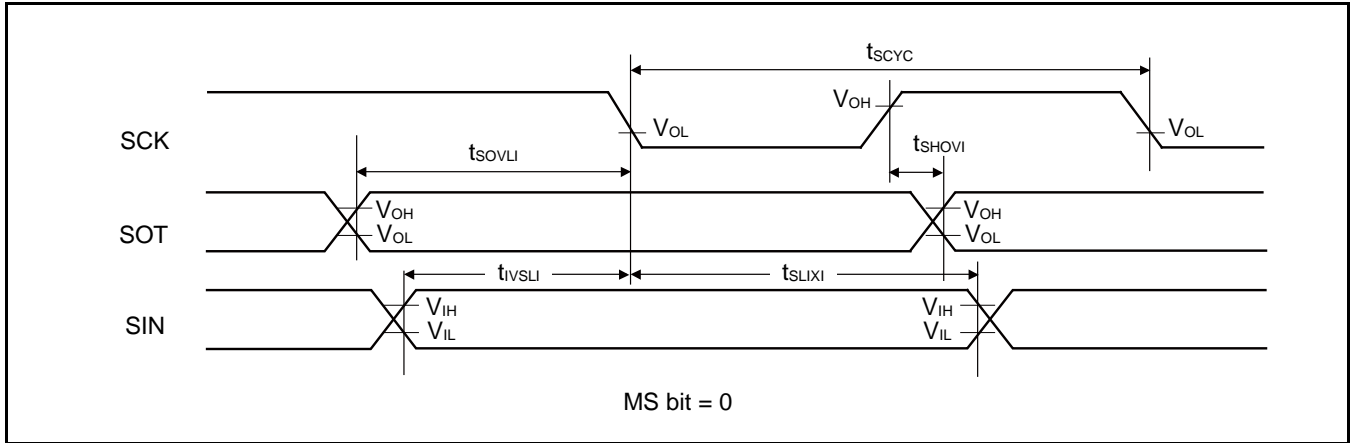 tSCYC
VOH
SCK
VOL
VOL
tSOVLI
tSHOVI
VOH
VOH
SOT
VOL
VOL
tIVSLI
tSLIXI
VIH
VIH
SIN
VIL
VIL
MS bit = 0